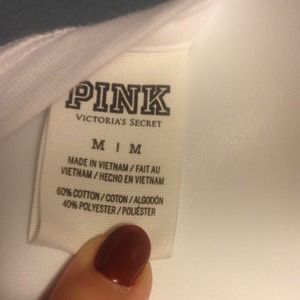 PINK
VICTORIA'S SECRET
M | M
MADE IN VIETNAM / FAIT AU
VIETNAM / HECHO EN VIETNAM
60% COTTON / COTON / ALGODÓN
40% POLYESTER / POLIÉSTER